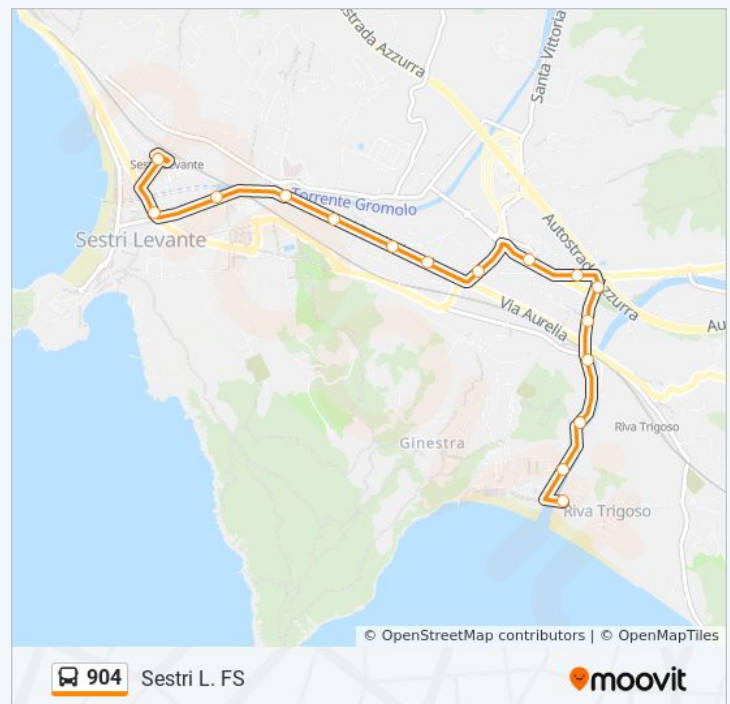 strada Azzurra
Santa Vittoria
Sestri Levante
Torrente Gromolo
Sestri Levante
Autostrada Azzurra
Via Aurelia
Au
Riva Trigoso
Ginestra
Riva Trigoso
© OpenStreetMap contributors | © OpenMapTiles
904 Sestri L. FS
moovit